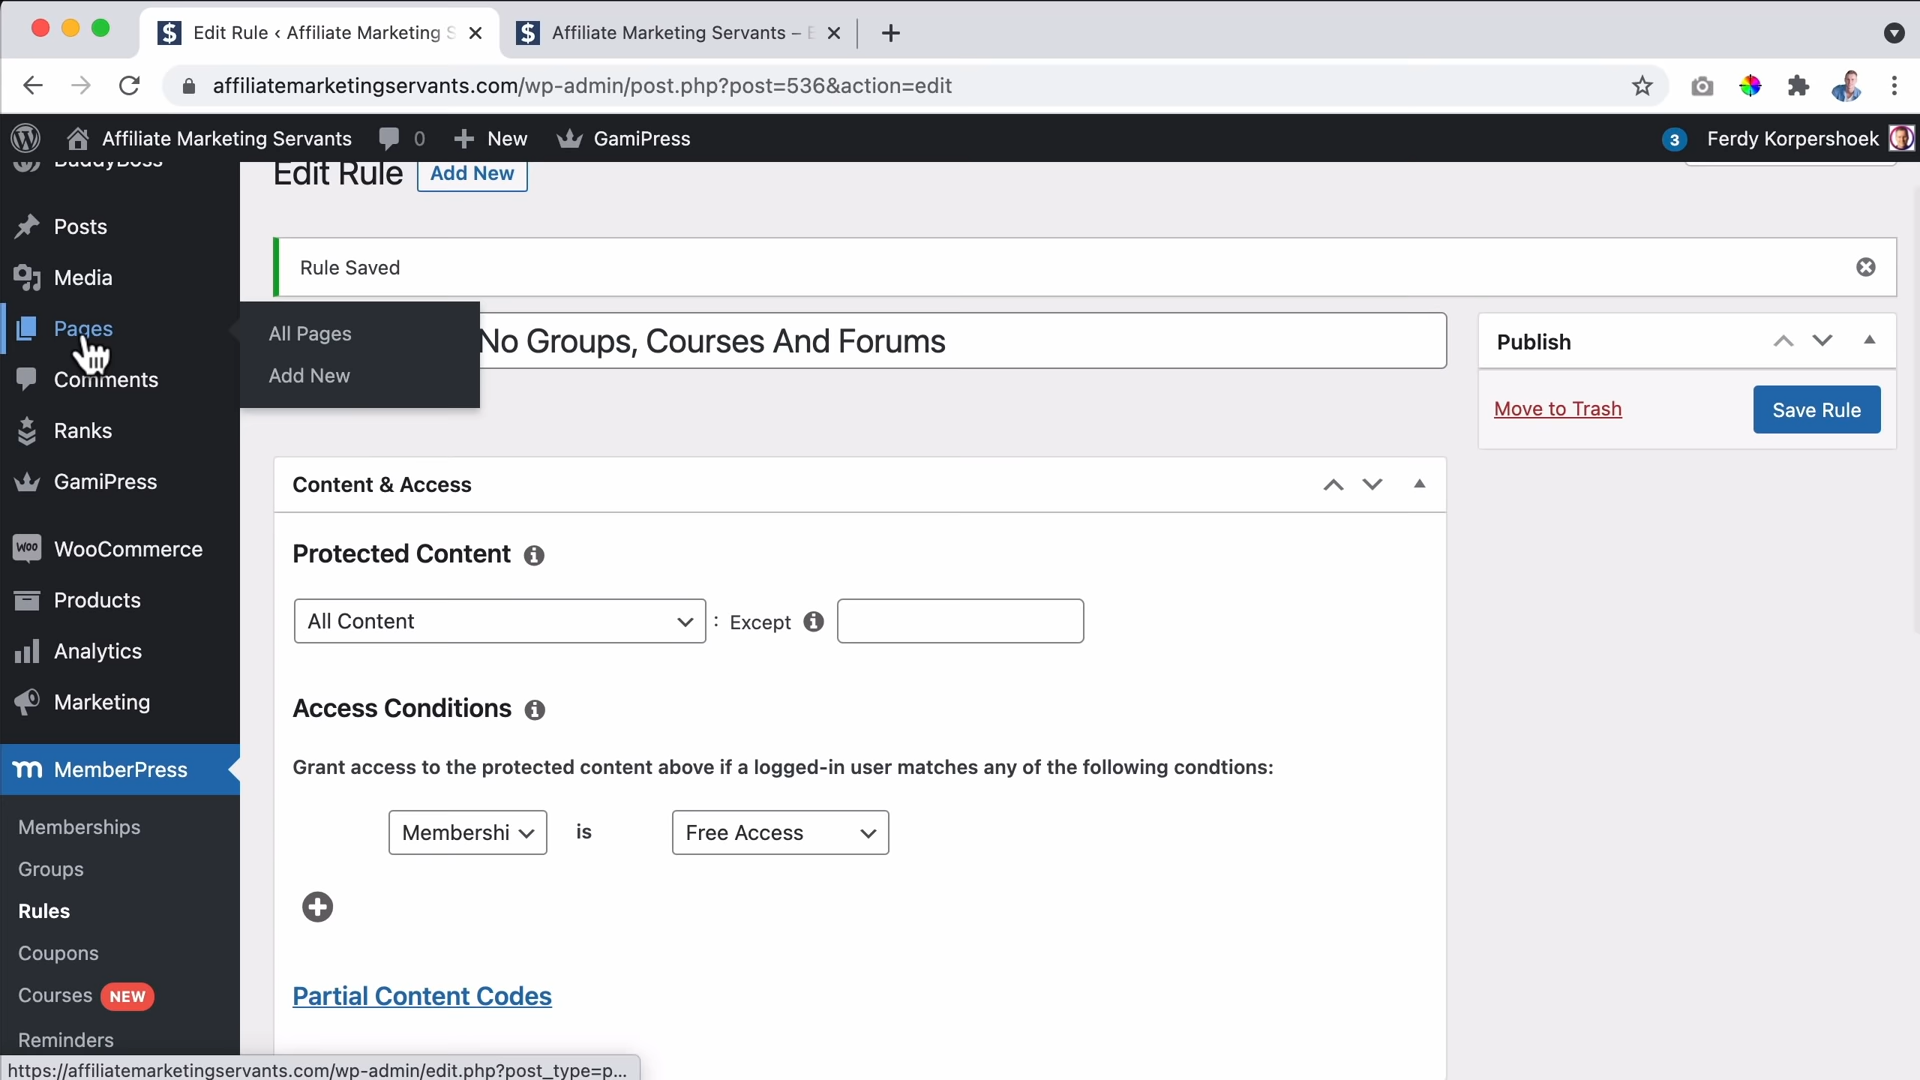 Edit Rule ‹ Affiliate Marketing S
Affiliate Marketing Servants –
affiliatemarketingservants.com/wp-admin/post.php?post=536&action=edit
Affiliate Marketing Servants
0
New
GamiPress
3
Ferdy Korpershoek
BuddyBoss
Posts
Media
Pages
Comments
Ranks
GamiPress
WOO WooCommerce
Products
Analytics
Marketing
MemberPress
Memberships
Groups
Rules
Coupons
Courses NEW
Reminders
All Pages
Add New
Edit Rule
Add New
Rule Saved
No Groups, Courses And Forums
Publish
Move to Trash
Save Rule
Content & Access
Protected Content
All Content
: Except
Access Conditions
Grant access to the protected content above if a logged-in user matches any of the following condtions:
Membershi
is
Free Access
Partial Content Codes
https://affiliatemarketingservants.com/wp-admin/edit.php?post_type=p...